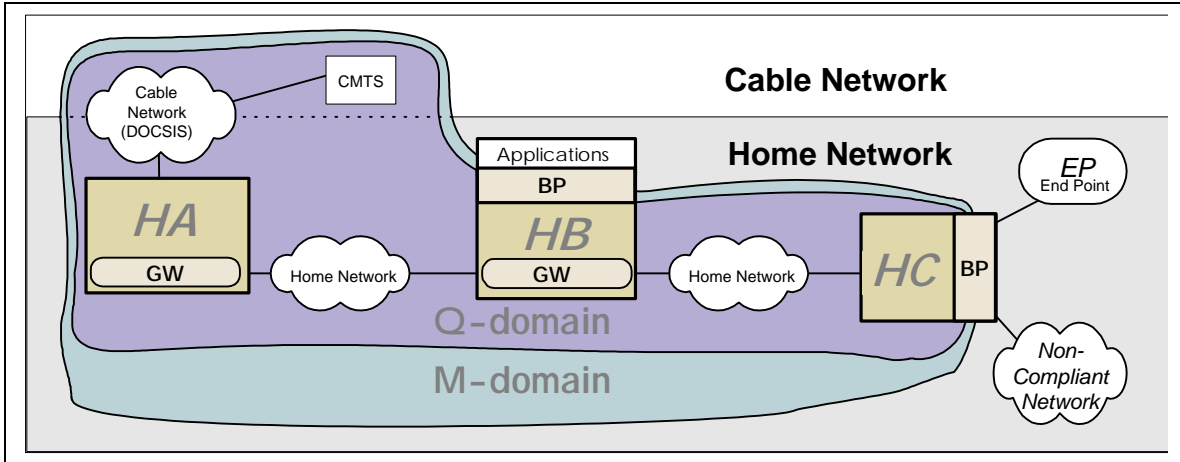 Cable Network
CMTS
Cable
Network
(DOCSIS)
Home Network
Applications
BP
HA
GW
Home Network
HB
GW
Home Network
HC
BP
EP
End Point
Non-
Compliant
Network
Q-domain
M-domain